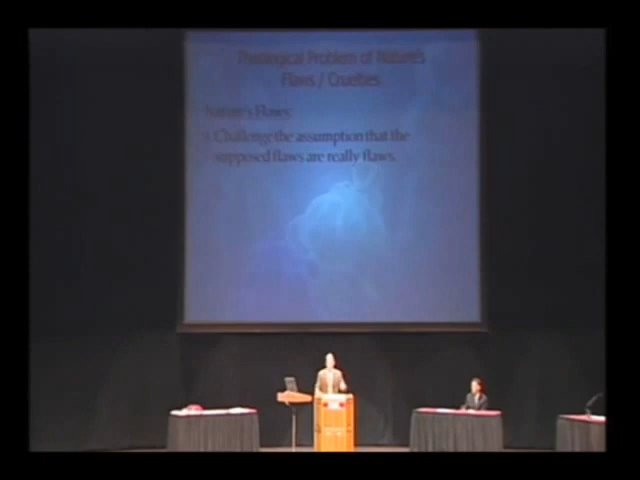 Theological Problem of Nature's
Flaws / Cruelties
Nature's Flaws:
1. Challenge the assumption that the
supposed flaws are really flaws.